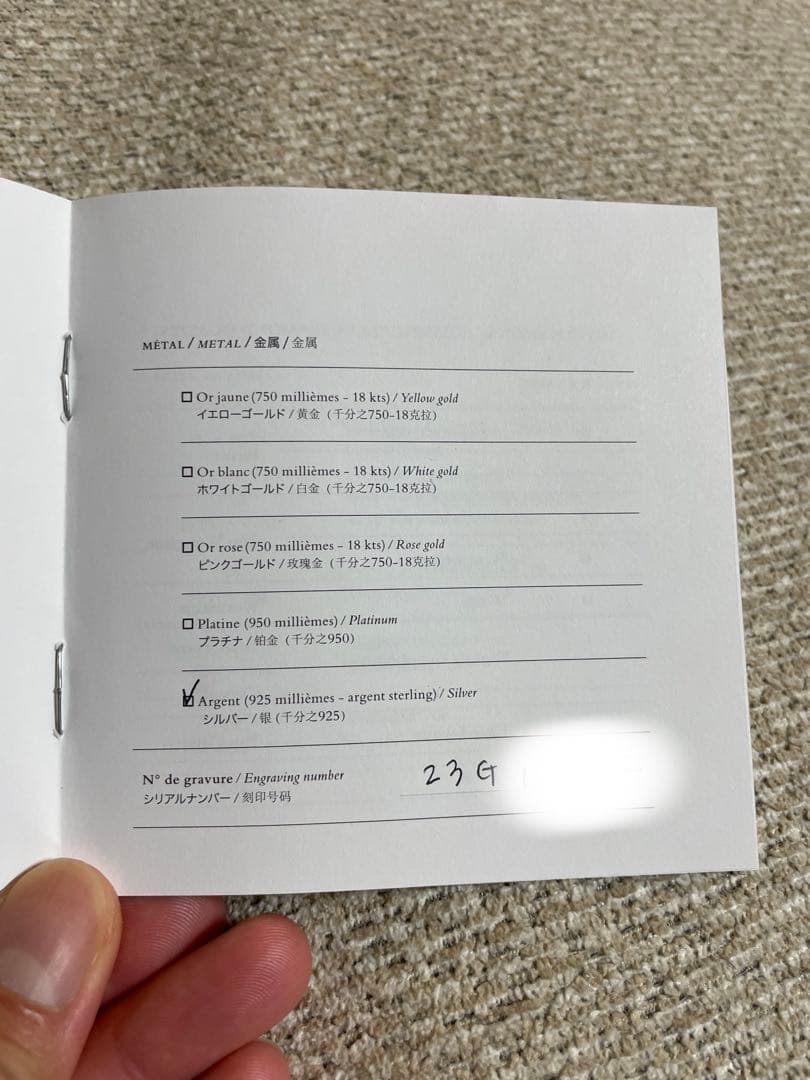 MÉTAL / METAL / 金属 / 金属
Or jaune (750 millièmes - 18 kts) / Yellow gold
イエローゴールド / 黄金（千分之750-18克拉）
Or blanc (750 millièmes - 18 kts) / White gold
ホワイトゴールド / 白金（千分之750-18克拉）
Or rose (750 millièmes - 18 kts) / Rose gold
ピンクゴールド / 玫瑰金（千分之750-18克拉）
Platine (950 millièmes) / Platinum
プラチナ / 铂金（千分之950）
Argent (925 millièmes - argent sterling) / Silver
シルバー / 银 (千分之925)
N° de gravure / Engraving number 23G
シリアルナンバー / 刻印号码